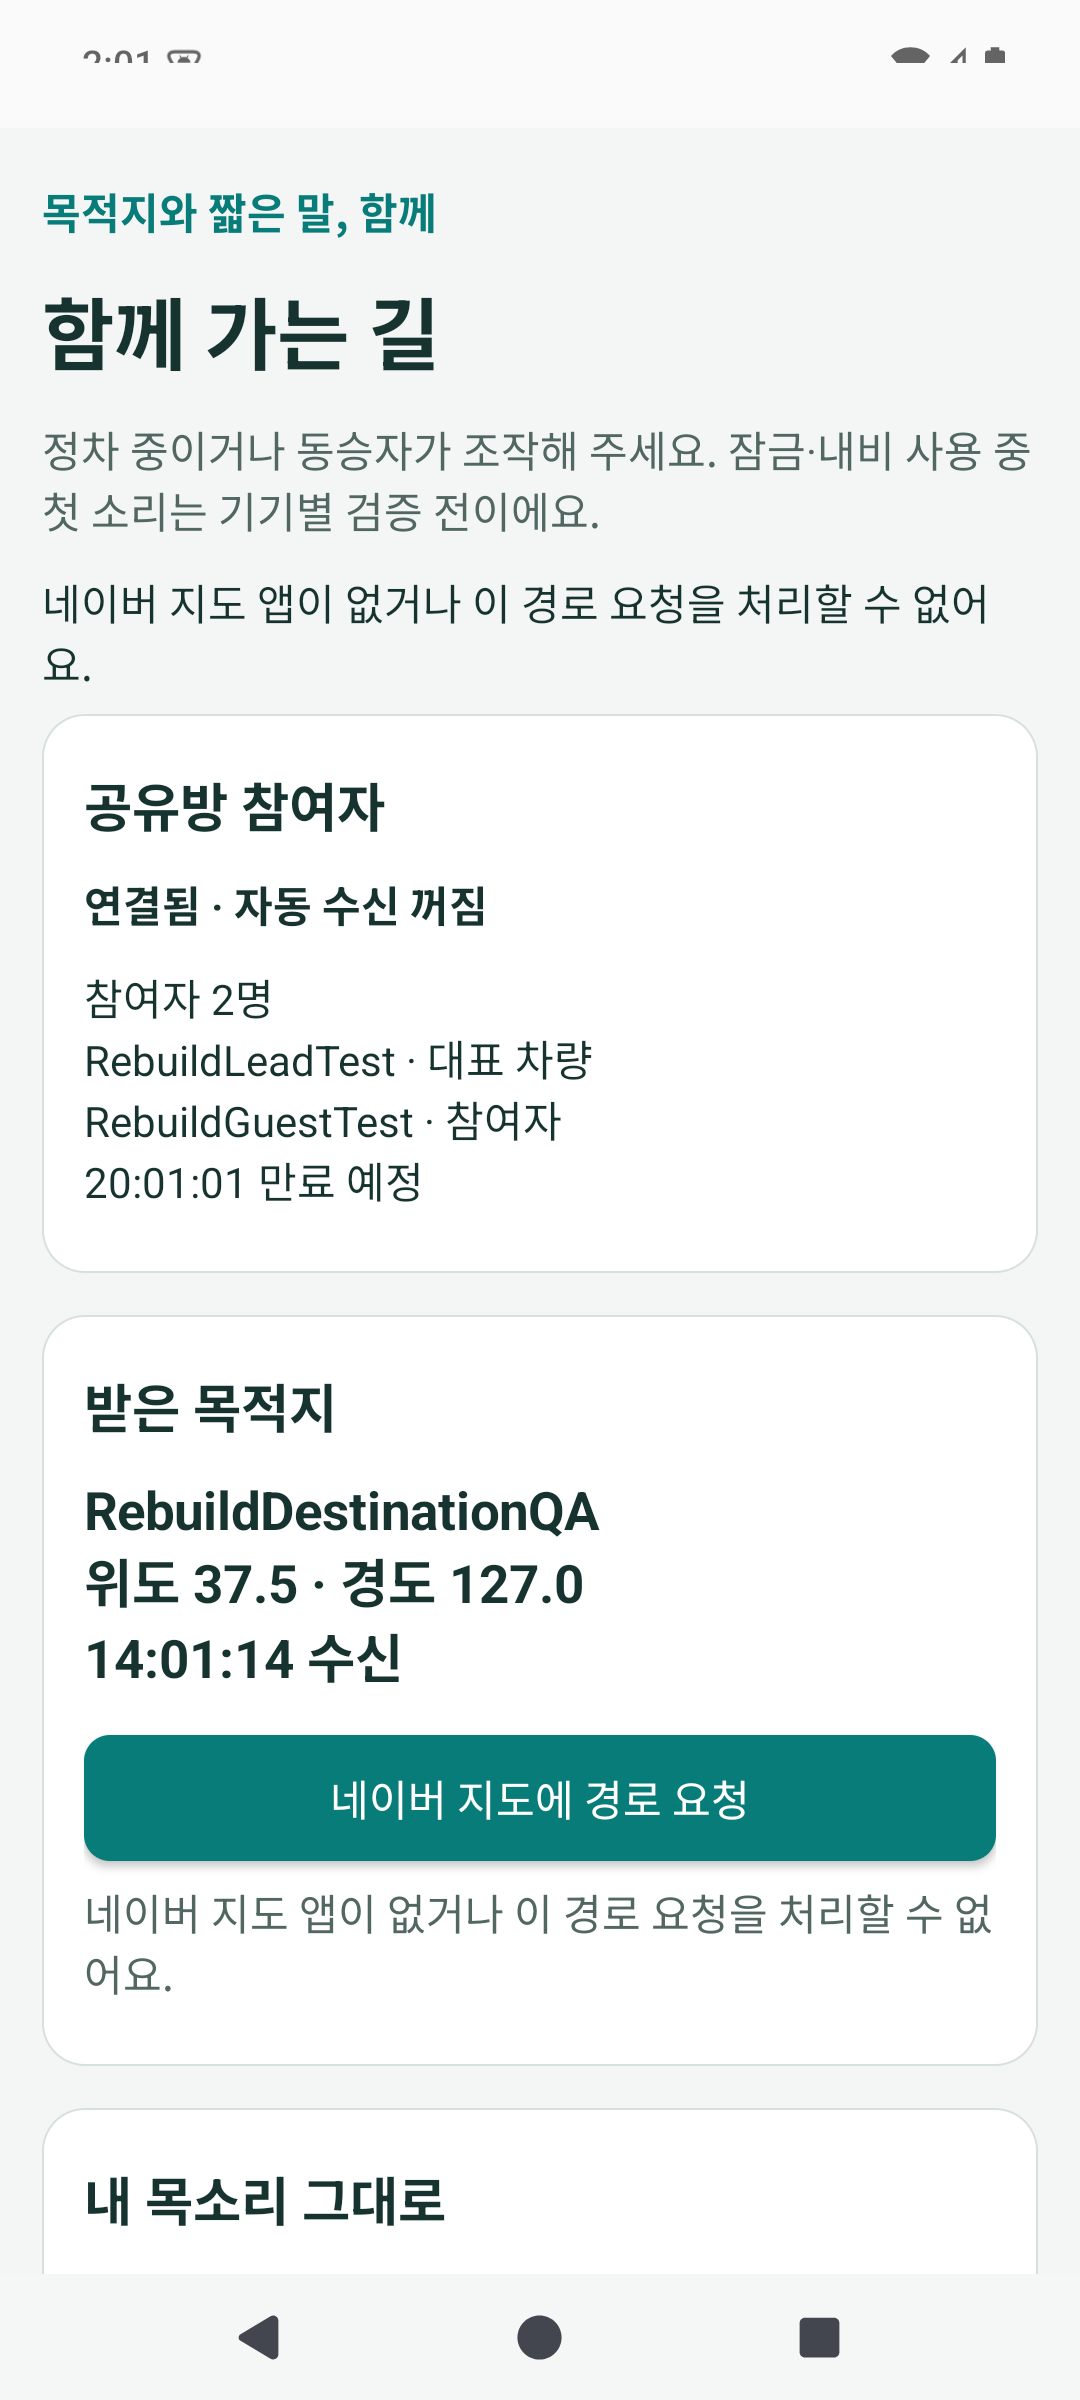 2:01
목적지와 짧은 말, 함께
함께 가는 길
정차 중이거나 동승자가 조작해 주세요. 잠금·내비 사용 중
첫 소리는 기기별 검증 전이에요.
네이버 지도 앱이 없거나 이 경로 요청을 처리할 수 없어
요.
공유방 참여자
연결됨 · 자동 수신 꺼짐
참여자 2명
RebuildLeadTest · 대표 차량
RebuildGuestTest · 참여자
20:01:01 만료 예정
받은 목적지
RebuildDestinationQA
위도 37.5 · 경도 127.0
14:01:14 수신
네이버 지도에 경로 요청
네이버 지도 앱이 없거나 이 경로 요청을 처리할 수 없
어요.
내 목소리 그대로